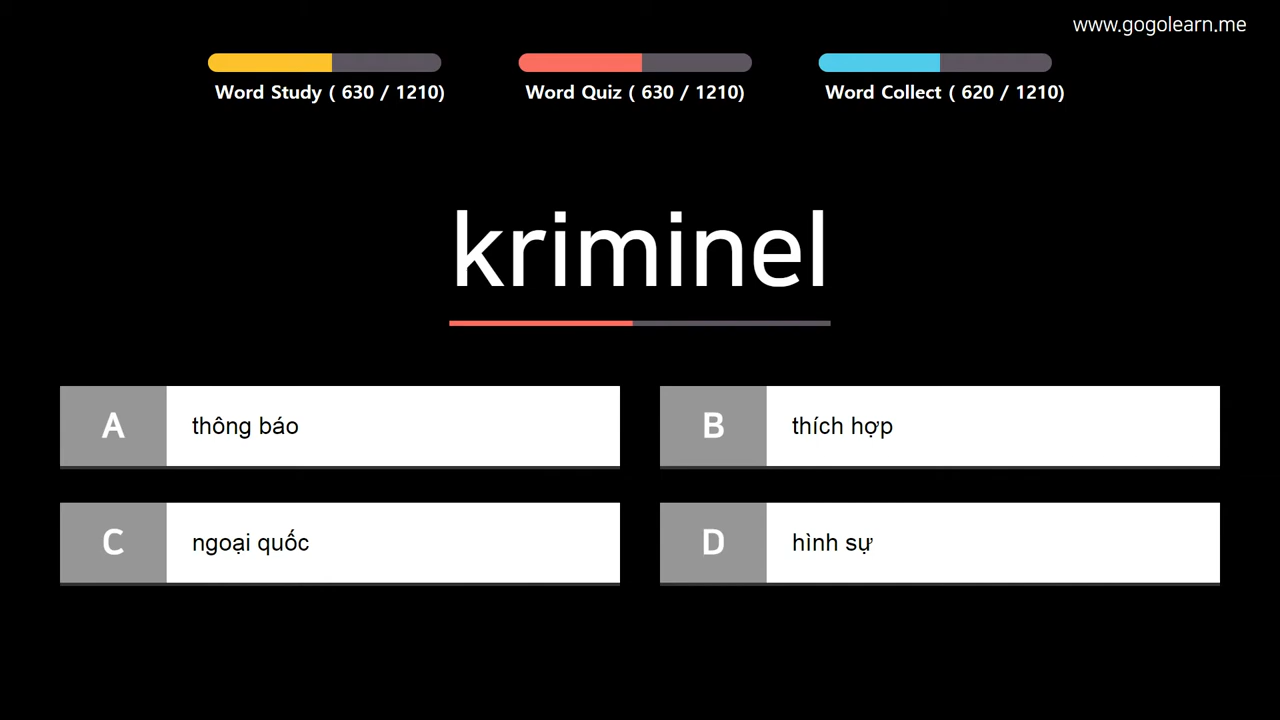 www.gogolearn.me
Word Study ( 630 / 1210)
Word Quiz ( 630 / 1210)
Word Collect ( 620 / 1210)
kriminel
A thông báo
B thích hợp
C ngoại quốc
D hình sự